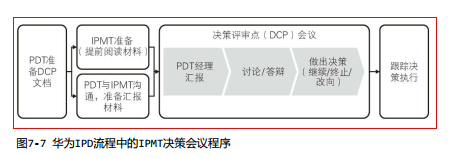 PDT准
备DCP
文档
IPMT准备
（提前阅读材料）
PDT与IPMT沟
通，准备汇报
材料
决策评审点（DCP）会议
PDT经理
汇报
讨论/答辩
做出决策
（继续/终止/
改向）
跟踪决
策执行
图7-7 华为IPD流程中的IPMT决策会议程序